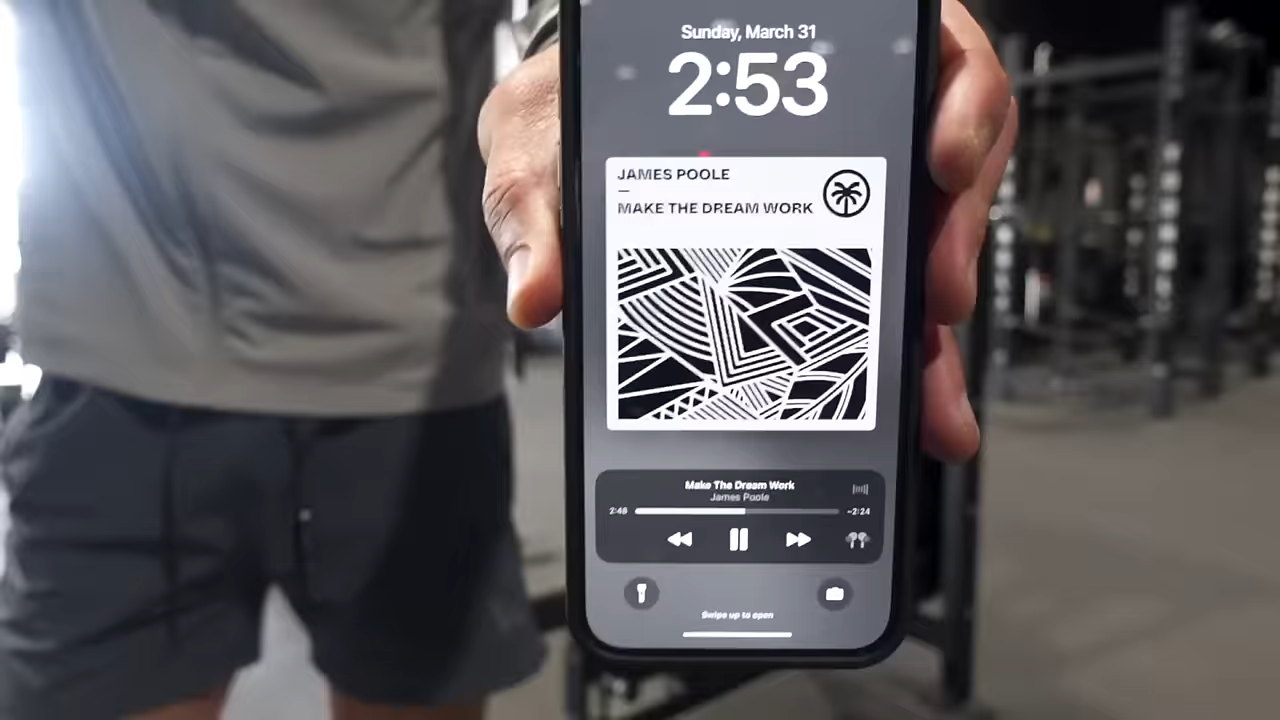 Sunday, March 31
2:53
JAMES POOLE
—
MAKE THE DREAM WORK
Make The Dream Work
James Poole
2:48 -2:24
Swipe up to open